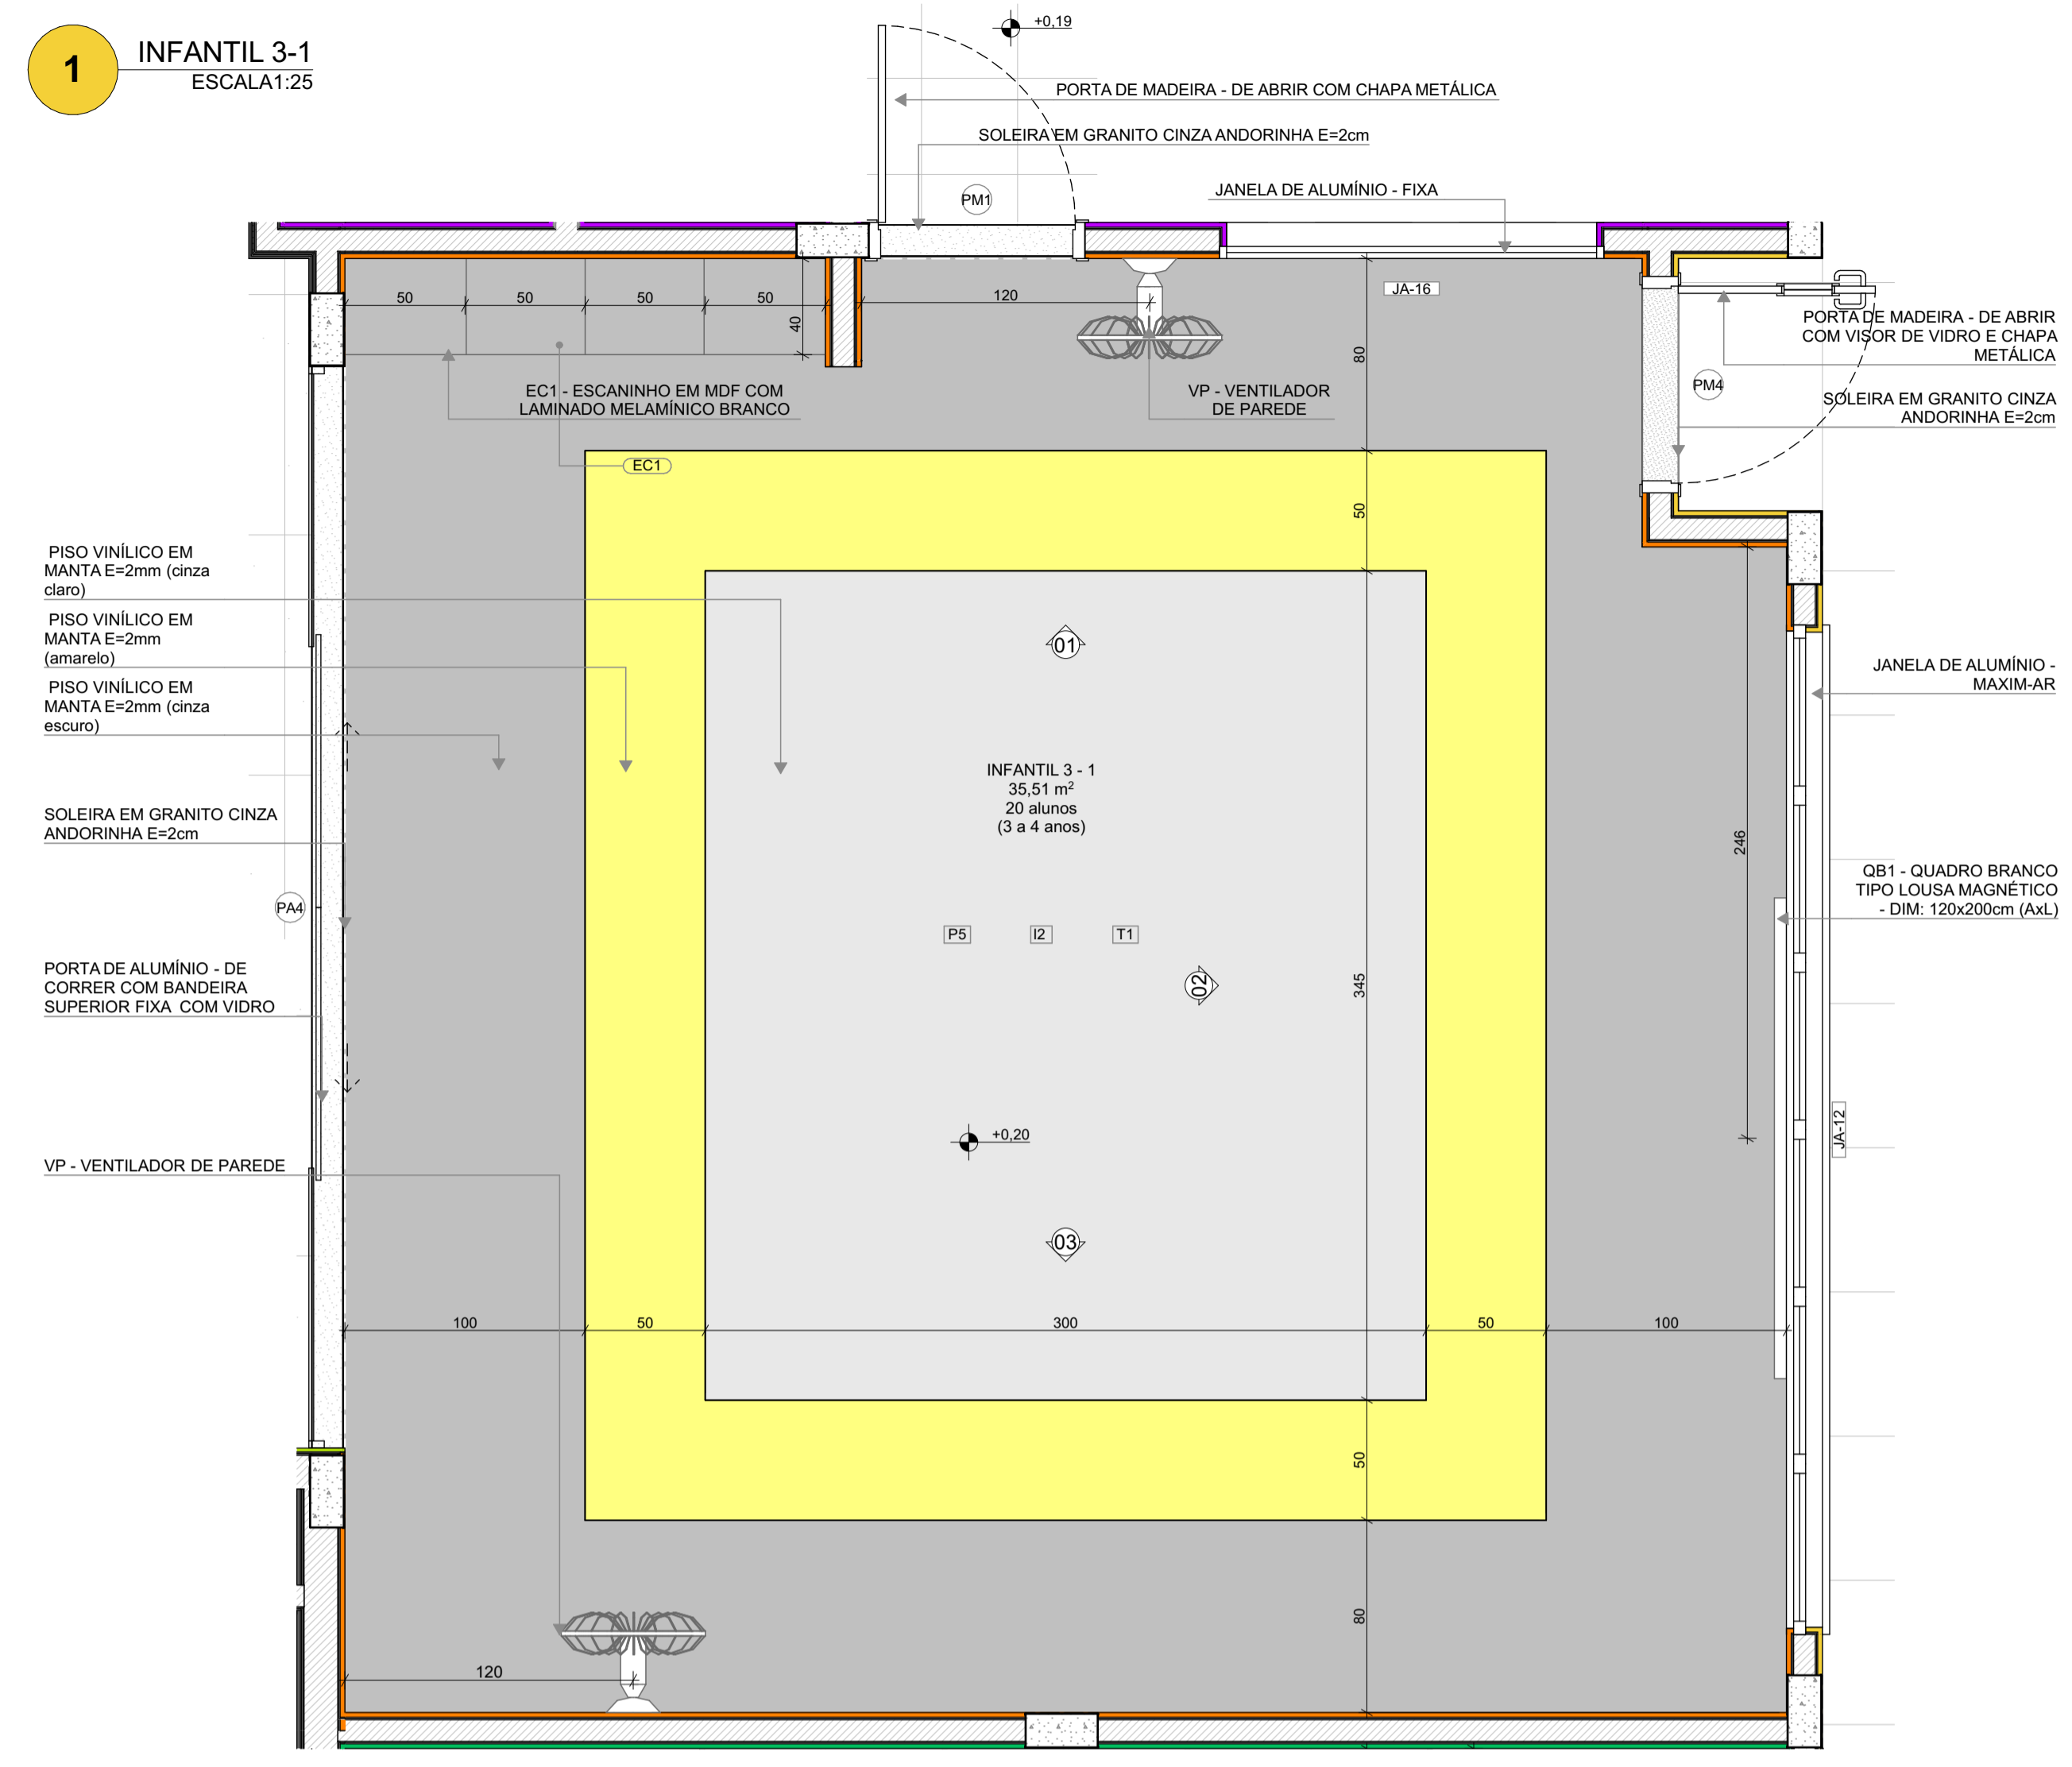 1
INFANTIL 3-1
ESCALA1:25
+0,19
PORTA DE MADEIRA - DE ABRIR COM CHAPA METÁLICA
SOLEIRA EM GRANITO CINZA ANDORINHA E=2cm
PM1
JANELA DE ALUMÍNIO - FIXA
50
50
50
50
40
120
JA-16
80
PORTA DE MADEIRA - DE ABRIR
COM VISOR DE VIDRO E CHAPA
METÁLICA
PM4
SOLEIRA EM GRANITO CINZA
ANDORINHA E=2cm
EC1 - ESCANINHO EM MDF COM
LAMINADO MELAMÍNICO BRANCO
VP - VENTILADOR
DE PAREDE
EC1
50
PISO VINÍLICO EM
MANTA E=2mm (cinza
claro)
PISO VINÍLICO EM
MANTA E=2mm
(amarelo)
PISO VINÍLICO EM
MANTA E=2mm (cinza
escuro)
01
JANELA DE ALUMÍNIO -
MAXIM-AR
INFANTIL 3 - 1
35,51 m²
20 alunos
(3 a 4 anos)
SOLEIRA EM GRANITO CINZA
ANDORINHA E=2cm
246
QB1 - QUADRO BRANCO
TIPO LOUSA MAGNÉTICO
- DIM: 120x200cm (AxL)
PA4
P5
I2
T1
02
345
PORTA DE ALUMÍNIO - DE
CORRER COM BANDEIRA
SUPERIOR FIXA COM VIDRO
+0,20
JA-12
VP - VENTILADOR DE PAREDE
03
100
50
300
50
100
50
80
120